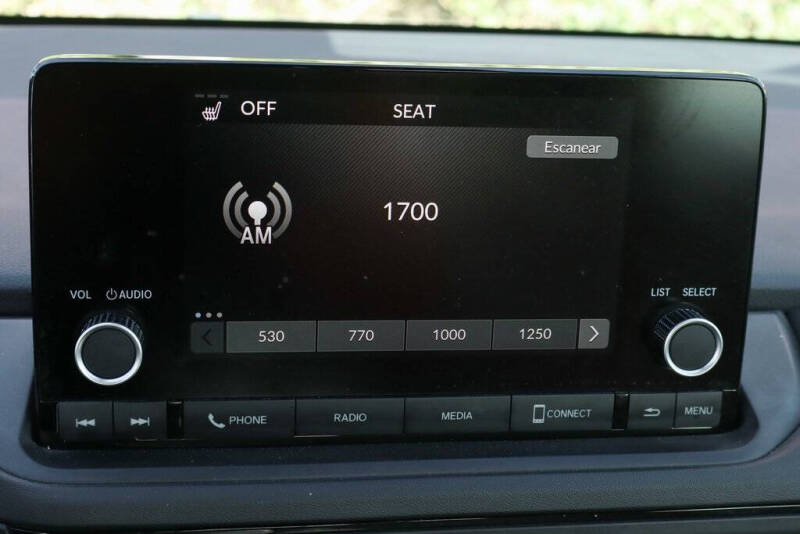 OFF SEAT
Escanear
AM 1700
VOL AUDIO LIST SELECT
530 770 1000 1250
PHONE RADIO MEDIA CONNECT MENU